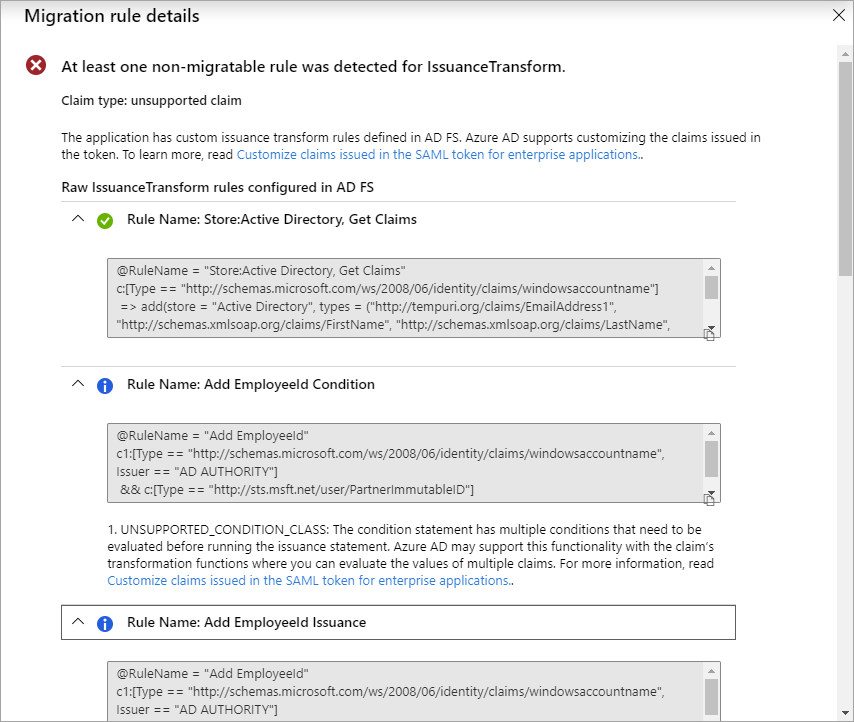 Migration rule details
At least one non-migratable rule was detected for IssuanceTransform.
Claim type: unsupported claim
The application has custom issuance transform rules defined in AD FS. Azure AD supports customizing the claims issued in
the token. To learn more, read Customize claims issued in the SAML token for enterprise applications..
Raw IssuanceTransform rules configured in AD FS
Rule Name: Store:Active Directory, Get Claims
@RuleName = "Store:Active Directory, Get Claims"
c:[Type == "http://schemas.microsoft.com/ws/2008/06/identity/claims/windowsaccountname"]
=> add(store = "Active Directory", types = ("http://tempuri.org/claims/EmailAddress1",
"http://schemas.xmlsoap.org/claims/FirstName", "http://schemas.xmlsoap.org/claims/LastName",
Rule Name: Add EmployeeId Condition
@RuleName = "Add EmployeeId"
c1:[Type == "http://schemas.microsoft.com/ws/2008/06/identity/claims/windowsaccountname",
Issuer == "AD AUTHORITY"]
&& c:[Type == "http://sts.msft.net/user/PartnerImmutableID"]
1. UNSUPPORTED_CONDITION_CLASS: The condition statement has multiple conditions that need to be
evaluated before running the issuance statement. Azure AD may support this functionality with the claim's
transformation functions where you can evaluate the values of multiple claims. For more information, read
Customize claims issued in the SAML token for enterprise applications..
Rule Name: Add EmployeeId Issuance
@RuleName = "Add EmployeeId"
c1:[Type == "http://schemas.microsoft.com/ws/2008/06/identity/claims/windowsaccountname",
Issuer == "AD AUTHORITY"]